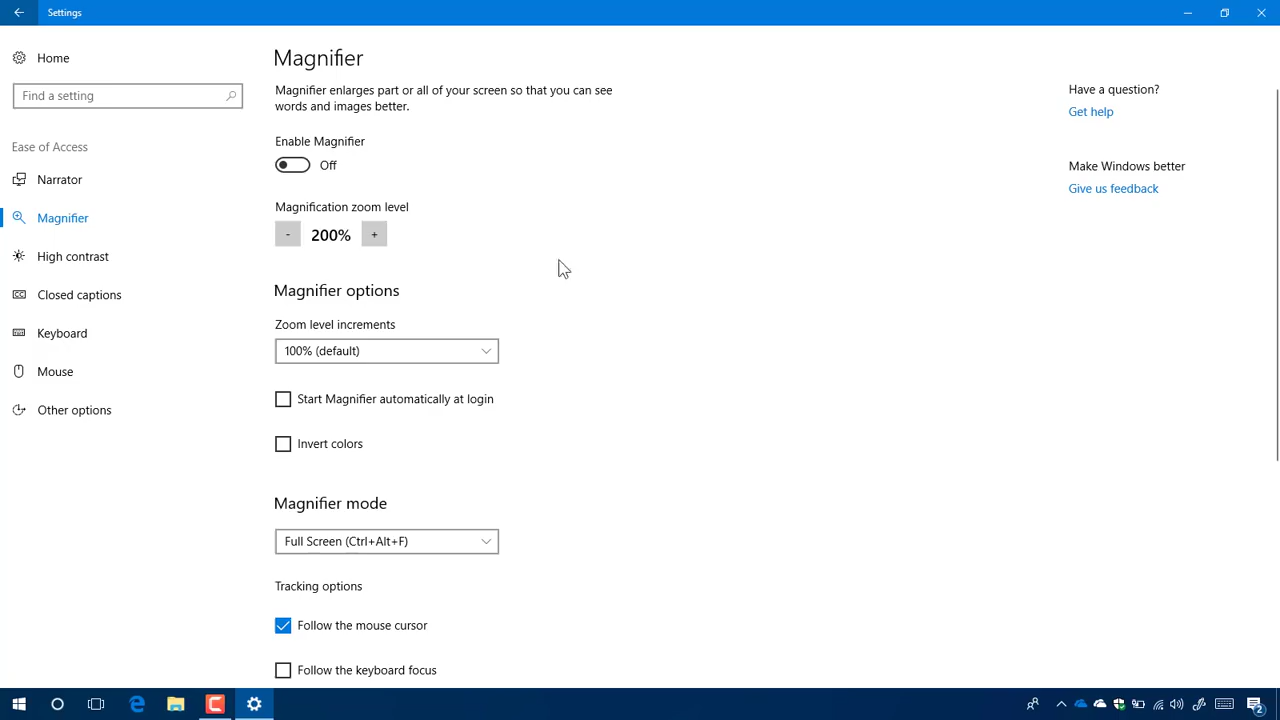 Settings
Home
Find a setting
Ease of Access
Narrator
Magnifier
High contrast
Closed captions
Keyboard
Mouse
Other options
Magnifier
Magnifier enlarges part or all of your screen so that you can see
words and images better.
Enable Magnifier
Off
Magnification zoom level
- 200% +
Magnifier options
Zoom level increments
100% (default)
Start Magnifier automatically at login
Invert colors
Magnifier mode
Full Screen (Ctrl+Alt+F)
Tracking options
Follow the mouse cursor
Follow the keyboard focus
Have a question?
Get help
Make Windows better
Give us feedback
2